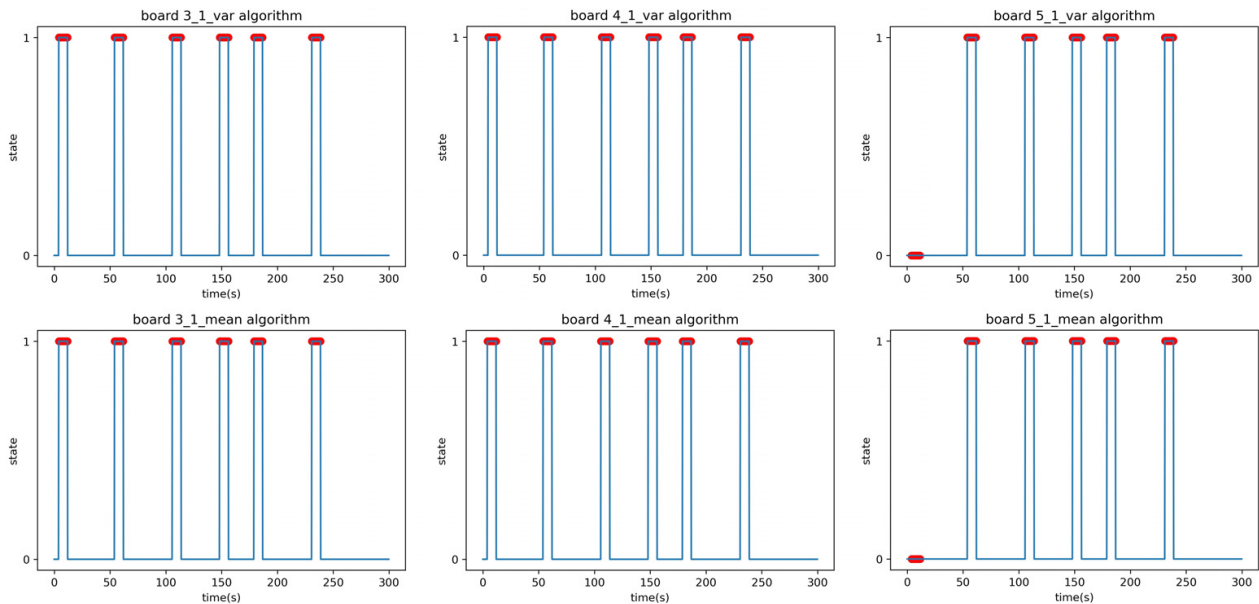 board 3_1_var algorithm
1
state
0
0 50 100 150 200 250 300
time(s)
board 4_1_var algorithm
1
state
0
0 50 100 150 200 250 300
time(s)
board 5_1_var algorithm
1
state
0
0 50 100 150 200 250 300
time(s)
board 3_1_mean algorithm
1
state
0
0 50 100 150 200 250 300
time(s)
board 4_1_mean algorithm
1
state
0
0 50 100 150 200 250 300
time(s)
board 5_1_mean algorithm
1
state
0
0 50 100 150 200 250 300
time(s)